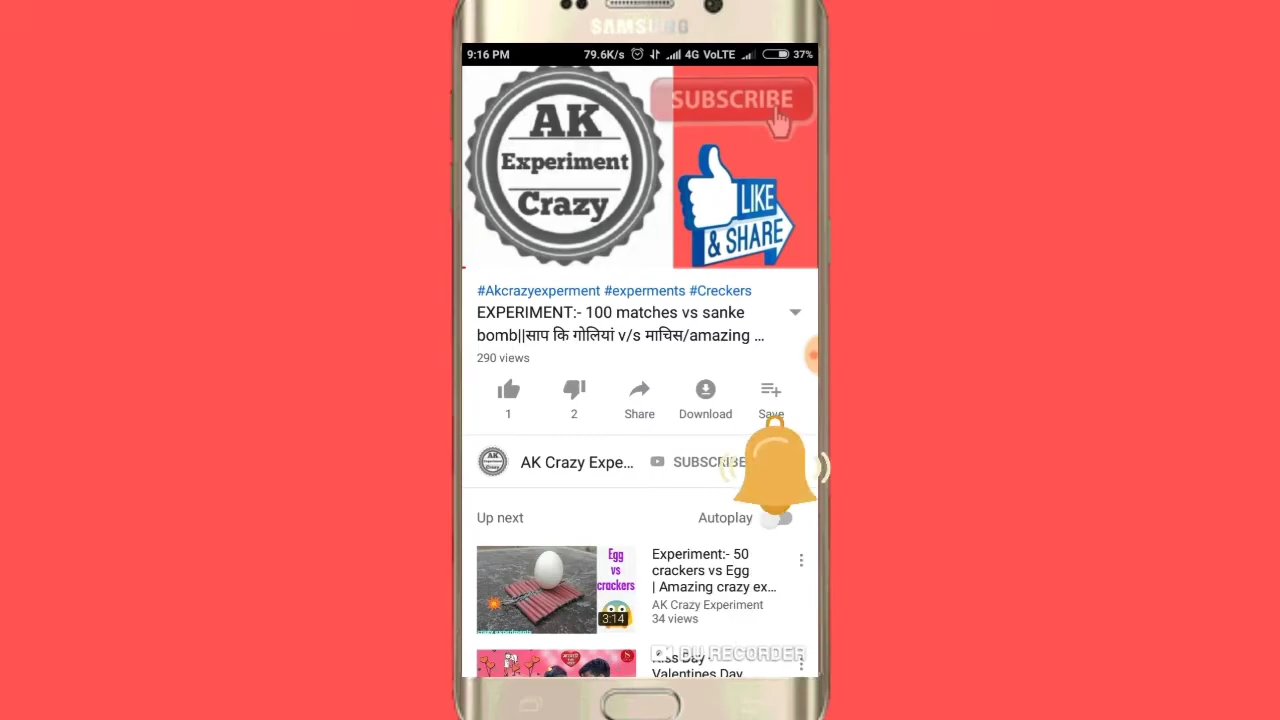 SAMSUNG
9:16 PM 79.6K/s 4G VoLTE 37%
AK
Experiment
Crazy
SUBSCRIBE
LIKE
& SHARE
#Akcrazyexperment #experments #Creckers
EXPERIMENT:- 100 matches vs sanke
bomb||साप कि गोलियां v/s माचिस/amazing ...
290 views
1 2 Share Download Save
AK Crazy Expe... SUBSCRIBE
Up next Autoplay
Egg
vs
crackers
3:14
Experiment:- 50
crackers vs Egg
| Amazing crazy ex...
AK Crazy Experiment
34 views
DU RECORDER
Kiss Day -
Valentines Day